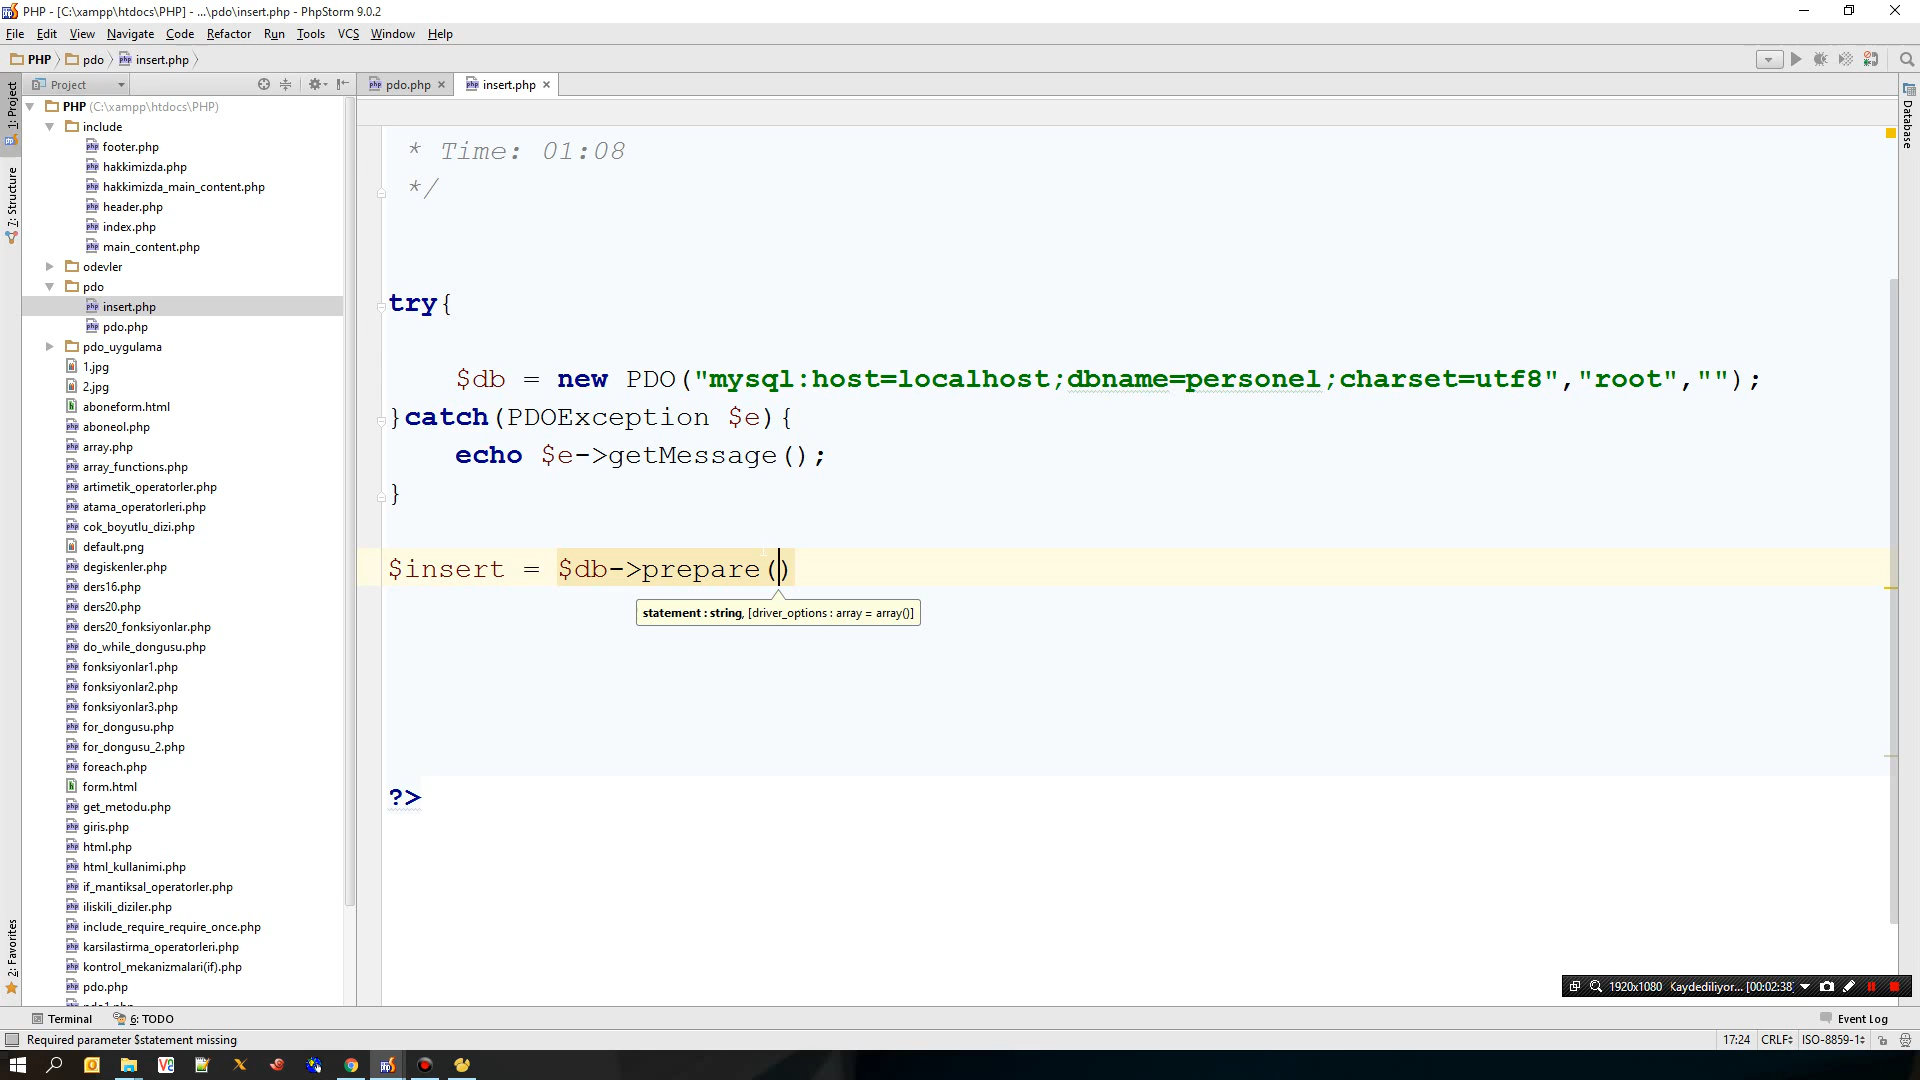 PHP - [C:\xampp\htdocs\PHP] - ...\pdo\insert.php - PhpStorm 9.0.2
File Edit View Navigate Code Refactor Run Tools VCS Window Help
PHP pdo insert.php
Project
pdo.php insert.php
1: Project
7: Structure
2: Favorites
Database
PHP (C:\xampp\htdocs\PHP)
include
footer.php
hakkimizda.php
hakkimizda_main_content.php
header.php
index.php
main_content.php
odevler
pdo
insert.php
pdo.php
pdo_uygulama
1.jpg
2.jpg
aboneform.html
aboneol.php
array.php
array_functions.php
artimetik_operatorler.php
atama_operatorleri.php
cok_boyutlu_dizi.php
default.png
degiskenler.php
ders16.php
ders20.php
ders20_fonksiyonlar.php
do_while_dongusu.php
fonksiyonlar1.php
fonksiyonlar2.php
fonksiyonlar3.php
for_dongusu.php
for_dongusu_2.php
foreach.php
form.html
get_metodu.php
giris.php
html.php
html_kullanimi.php
if_mantiksal_operatorler.php
iliskili_diziler.php
include_require_require_once.php
karsilastirma_operatorleri.php
kontrol_mekanizmalari(if).php
pdo.php
* Time: 01:08
*/
try{
$db = new PDO("mysql:host=localhost;dbname=personel;charset=utf8","root","");
}catch(PDOException $e){
echo $e->getMessage();
}
$insert = $db->prepare()
statement : string, [driver_options : array = array()]
?>
1920x1080 Kaydediliyor... [00:02:38]
Terminal 6: TODO Event Log
Required parameter $statement missing 17:24 CRLF ISO-8859-1